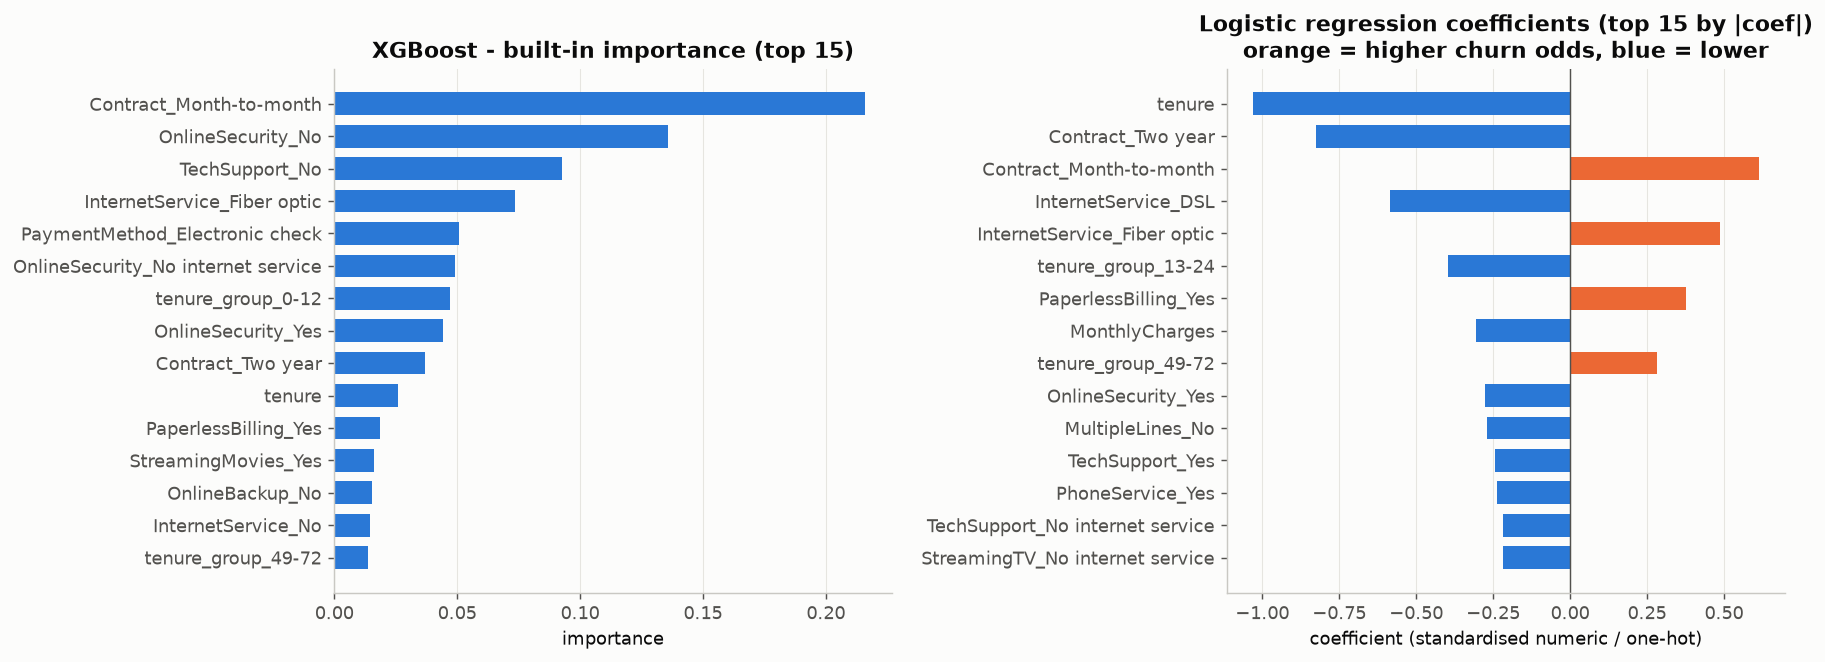 XGBoost - built-in importance (top 15)
Contract_Month-to-month
OnlineSecurity_No
TechSupport_No
InternetService_Fiber optic
PaymentMethod_Electronic check
OnlineSecurity_No internet service
tenure_group_0-12
OnlineSecurity_Yes
Contract_Two year
tenure
PaperlessBilling_Yes
StreamingMovies_Yes
OnlineBackup_No
InternetService_No
tenure_group_49-72
0.00 0.05 0.10 0.15 0.20
importance
Logistic regression coefficients (top 15 by |coef|)
orange = higher churn odds, blue = lower
tenure
Contract_Two year
Contract_Month-to-month
InternetService_DSL
InternetService_Fiber optic
tenure_group_13-24
PaperlessBilling_Yes
MonthlyCharges
tenure_group_49-72
OnlineSecurity_Yes
MultipleLines_No
TechSupport_Yes
PhoneService_Yes
TechSupport_No internet service
StreamingTV_No internet service
−1.00 −0.75 −0.50 −0.25 0.00 0.25 0.50
coefficient (standardised numeric / one-hot)